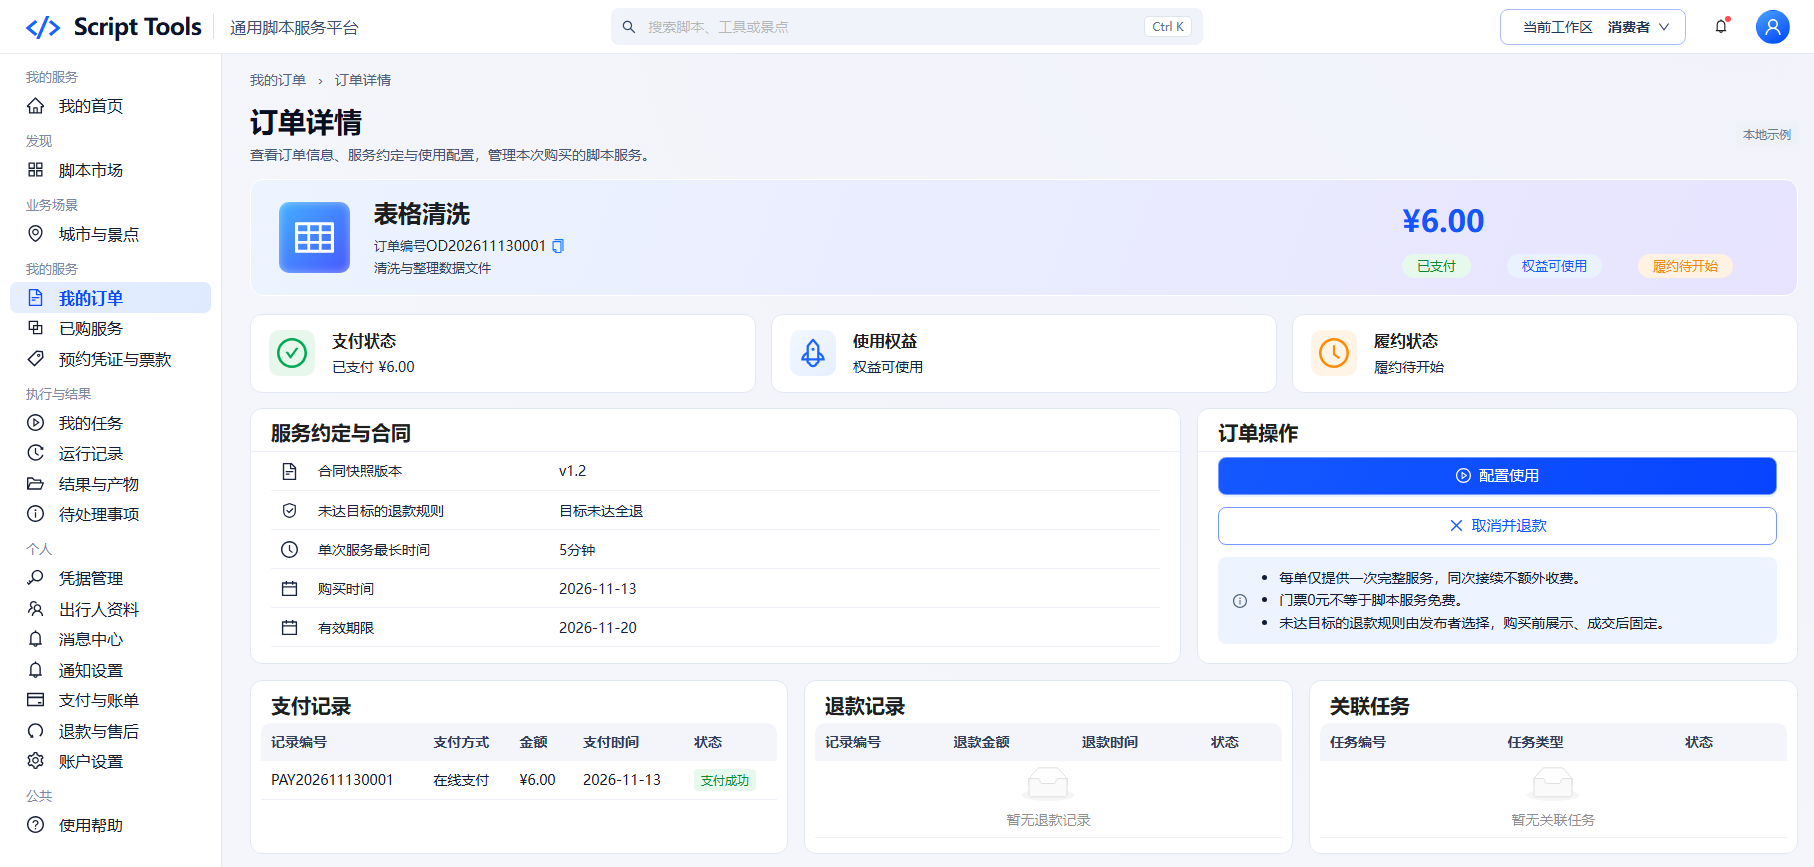 Script Tools 通用脚本服务平台
搜索脚本、工具或景点 Ctrl K
当前工作区 消费者
我的服务
我的首页
发现
脚本市场
业务场景
城市与景点
我的服务
我的订单
已购服务
预约凭证与票款
执行与结果
我的任务
运行记录
结果与产物
待处理事项
个人
凭据管理
出行人资料
消息中心
通知设置
支付与账单
退款与售后
账户设置
公共
使用帮助
我的订单 › 订单详情
订单详情
查看订单信息、服务约定与使用配置，管理本次购买的脚本服务。
本地示例
表格清洗
订单编号OD202611130001
清洗与整理数据文件
¥6.00
已支付 权益可使用 履约待开始
支付状态
已支付 ¥6.00
使用权益
权益可使用
履约状态
履约待开始
服务约定与合同
合同快照版本 v1.2
未达目标的退款规则 目标未达全退
单次服务最长时间 5分钟
购买时间 2026-11-13
有效期限 2026-11-20
订单操作
配置使用
取消并退款
• 每单仅提供一次完整服务，同次接续不额外收费。
• 门票0元不等于脚本服务免费。
• 未达目标的退款规则由发布者选择，购买前展示、成交后固定。
支付记录
记录编号 支付方式 金额 支付时间 状态
PAY202611130001 在线支付 ¥6.00 2026-11-13 支付成功
退款记录
记录编号 退款金额 退款时间 状态
暂无退款记录
关联任务
任务编号 任务类型 状态
暂无关联任务